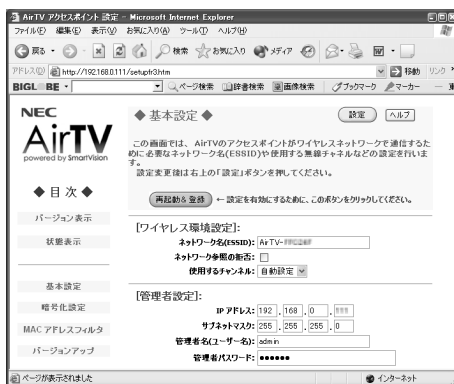 AirTV アクセスポイント 設定 - Microsoft Internet Explorer
ファイル(F) 編集(E) 表示(V) お気に入り(A) ツール(T) ヘルプ(H)
戻る 検索 お気に入り メディア
アドレス(D) http://192.168.0.111/setupfr3.htm 移動 リンク
BIGLOBE ページ検索 辞書検索 画像検索 ブックマーク マーカー
NEC
AirTV
powered by SmartVision
◆ 目次 ◆
バージョン表示
状態表示
基本設定
暗号化設定
MAC アドレスフィルタ
バージョンアップ
◆ 基本設定 ◆ 設定 ヘルプ
この画面では、AirTVのアクセスポイントがワイヤレスネットワークで通信するた
めに必要なネットワーク名(ESSID)や使用する無線チャネルなどの設定を行いま
す。
設定変更後は右上の「設定」ボタンを押してください。
再起動&登録 ← 設定を有効にするために、このボタンをクリックしてください。
[ワイヤレス環境設定]:
ネットワーク名(ESSID): AirTV-
ネットワーク参照の拒否:
使用するチャンネル: 自動設定
[管理者設定]:
IP アドレス: 192 . 168 . 0 .
サブネットマスク: 255 . 255 . 255 . 0
管理者名(ユーザー名): admin
管理者パスワード: ●●●●●●
ページが表示されました インターネット